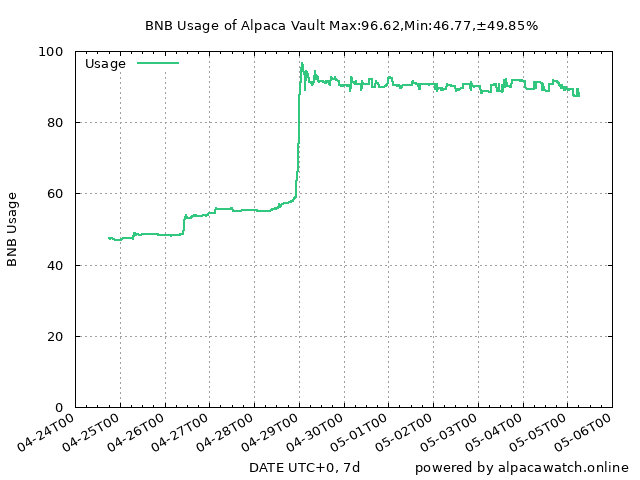 BNB Usage of Alpaca Vault Max:96.62,Min:46.77,±49.85%
Usage
100
80
60
40
20
0
BNB Usage
04-24T00
04-25T00
04-26T00
04-27T00
04-28T00
04-29T00
04-30T00
05-01T00
05-02T00
05-03T00
05-04T00
05-05T00
05-06T00
DATE UTC+0, 7d
powered by alpacawatch.online